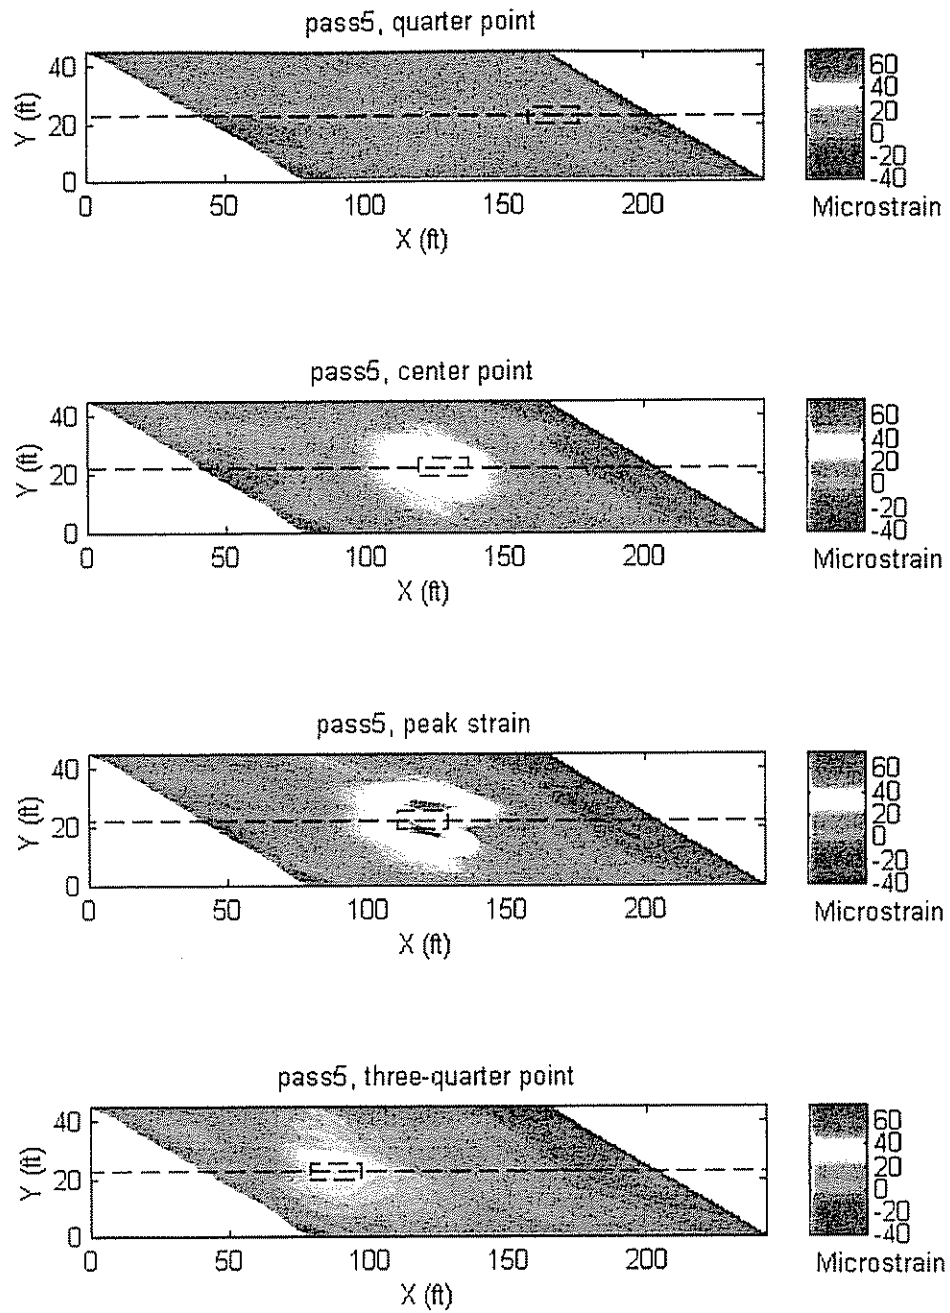 pass5, quarter point
40
20
0
Y (ft)
0 50 100 150 200
X (ft)
60
40
20
0
-20
-40
Microstrain
pass5, center point
40
20
0
Y (ft)
0 50 100 150 200
X (ft)
60
40
20
0
-20
-40
Microstrain
pass5, peak strain
40
20
0
Y (ft)
0 50 100 150 200
X (ft)
60
40
20
0
-20
-40
Microstrain
pass5, three-quarter point
40
20
0
Y (ft)
0 50 100 150 200
X (ft)
60
40
20
0
-20
-40
Microstrain